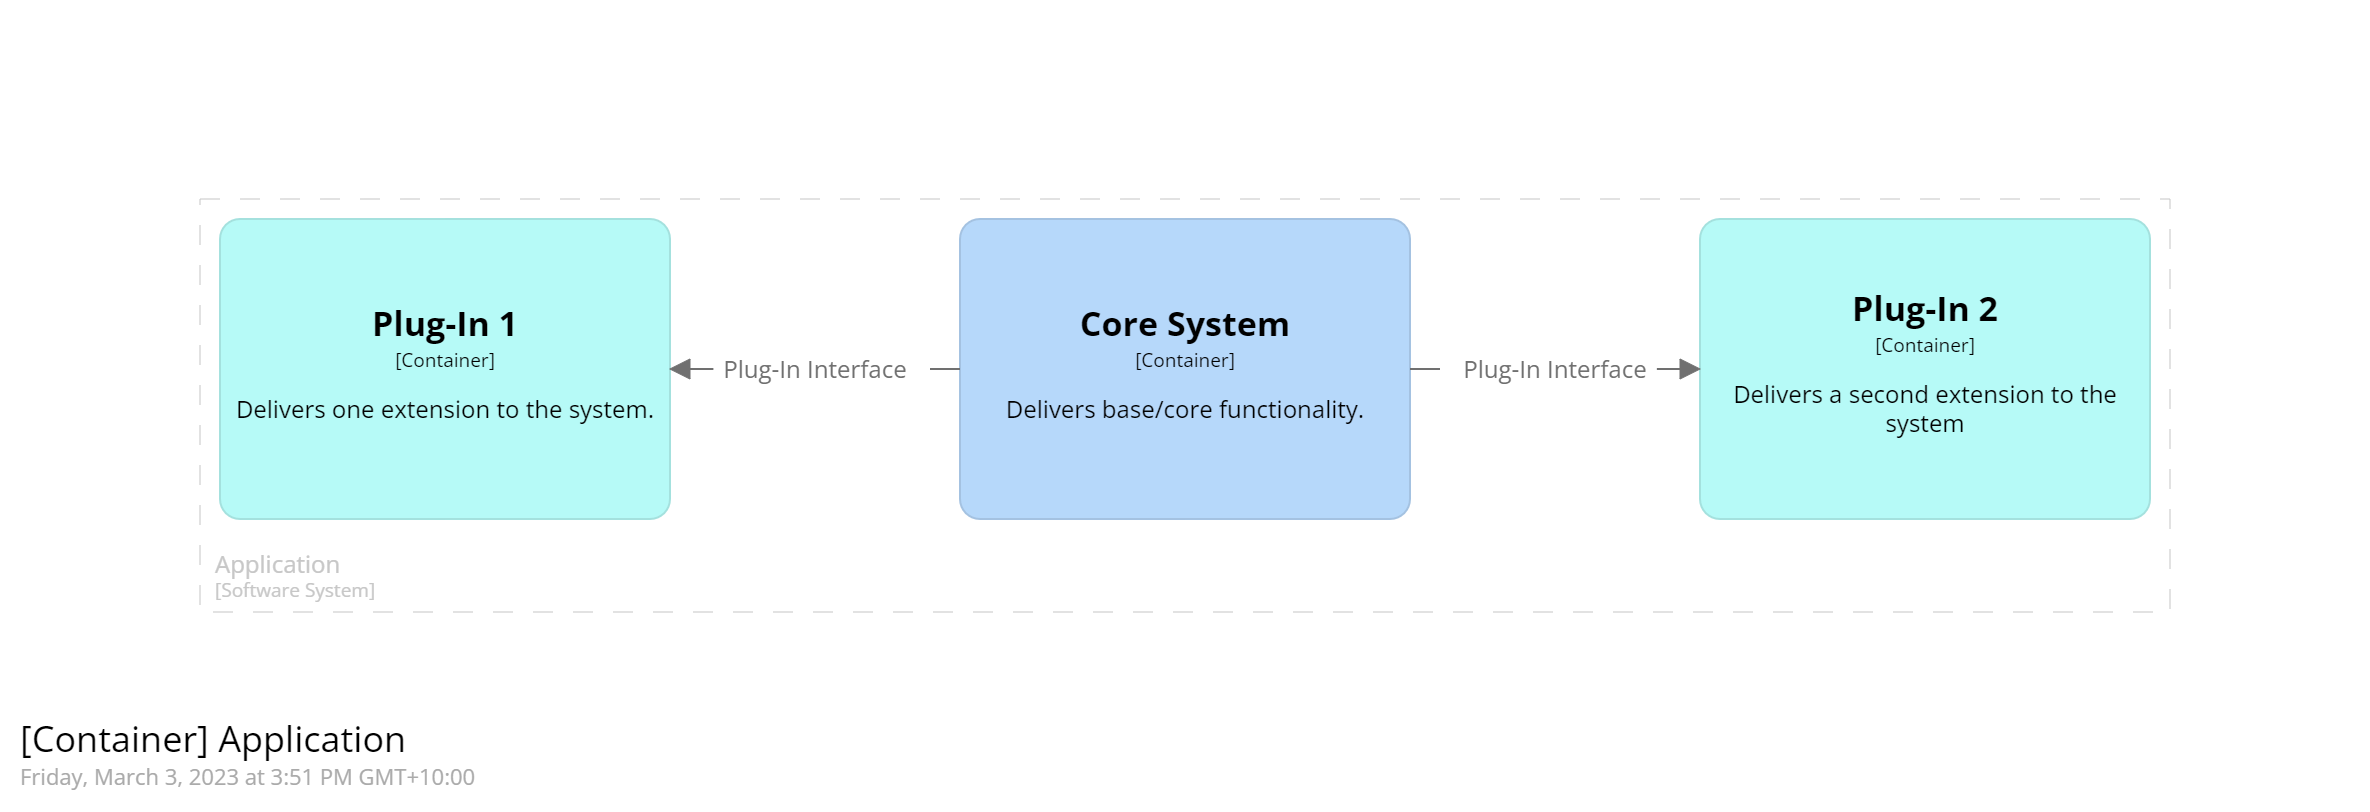 Plug-In 1
[Container]
Delivers one extension to the system.
Plug-In Interface
Core System
[Container]
Delivers base/core functionality.
Plug-In Interface
Plug-In 2
[Container]
Delivers a second extension to the
system
Application
[Software System]
[Container] Application
Friday, March 3, 2023 at 3:51 PM GMT+10:00